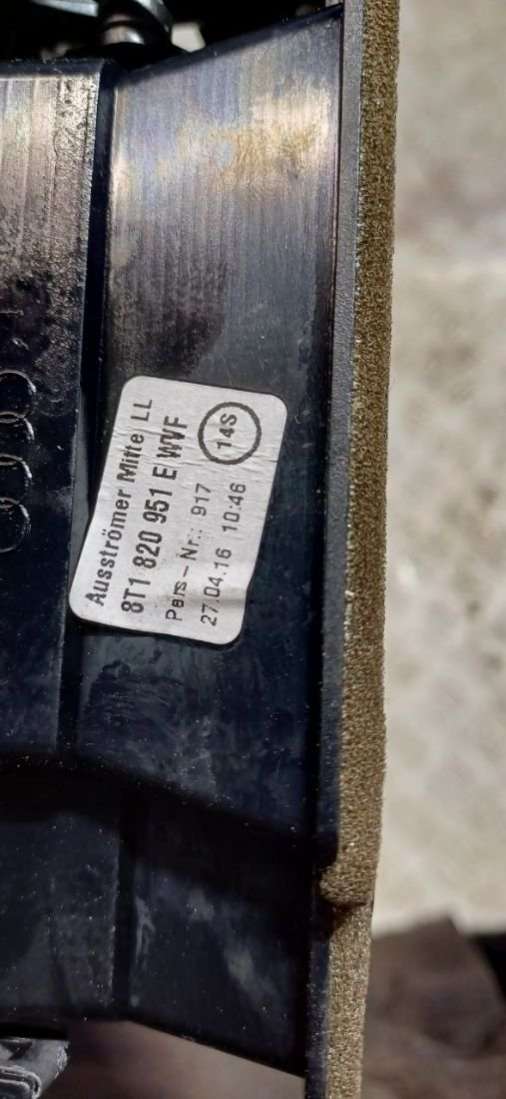 Ausströmer Mitte LL
8T1 820 951 E WVF
Pers.-Nr.: 917
27.04.16 10:46
14S